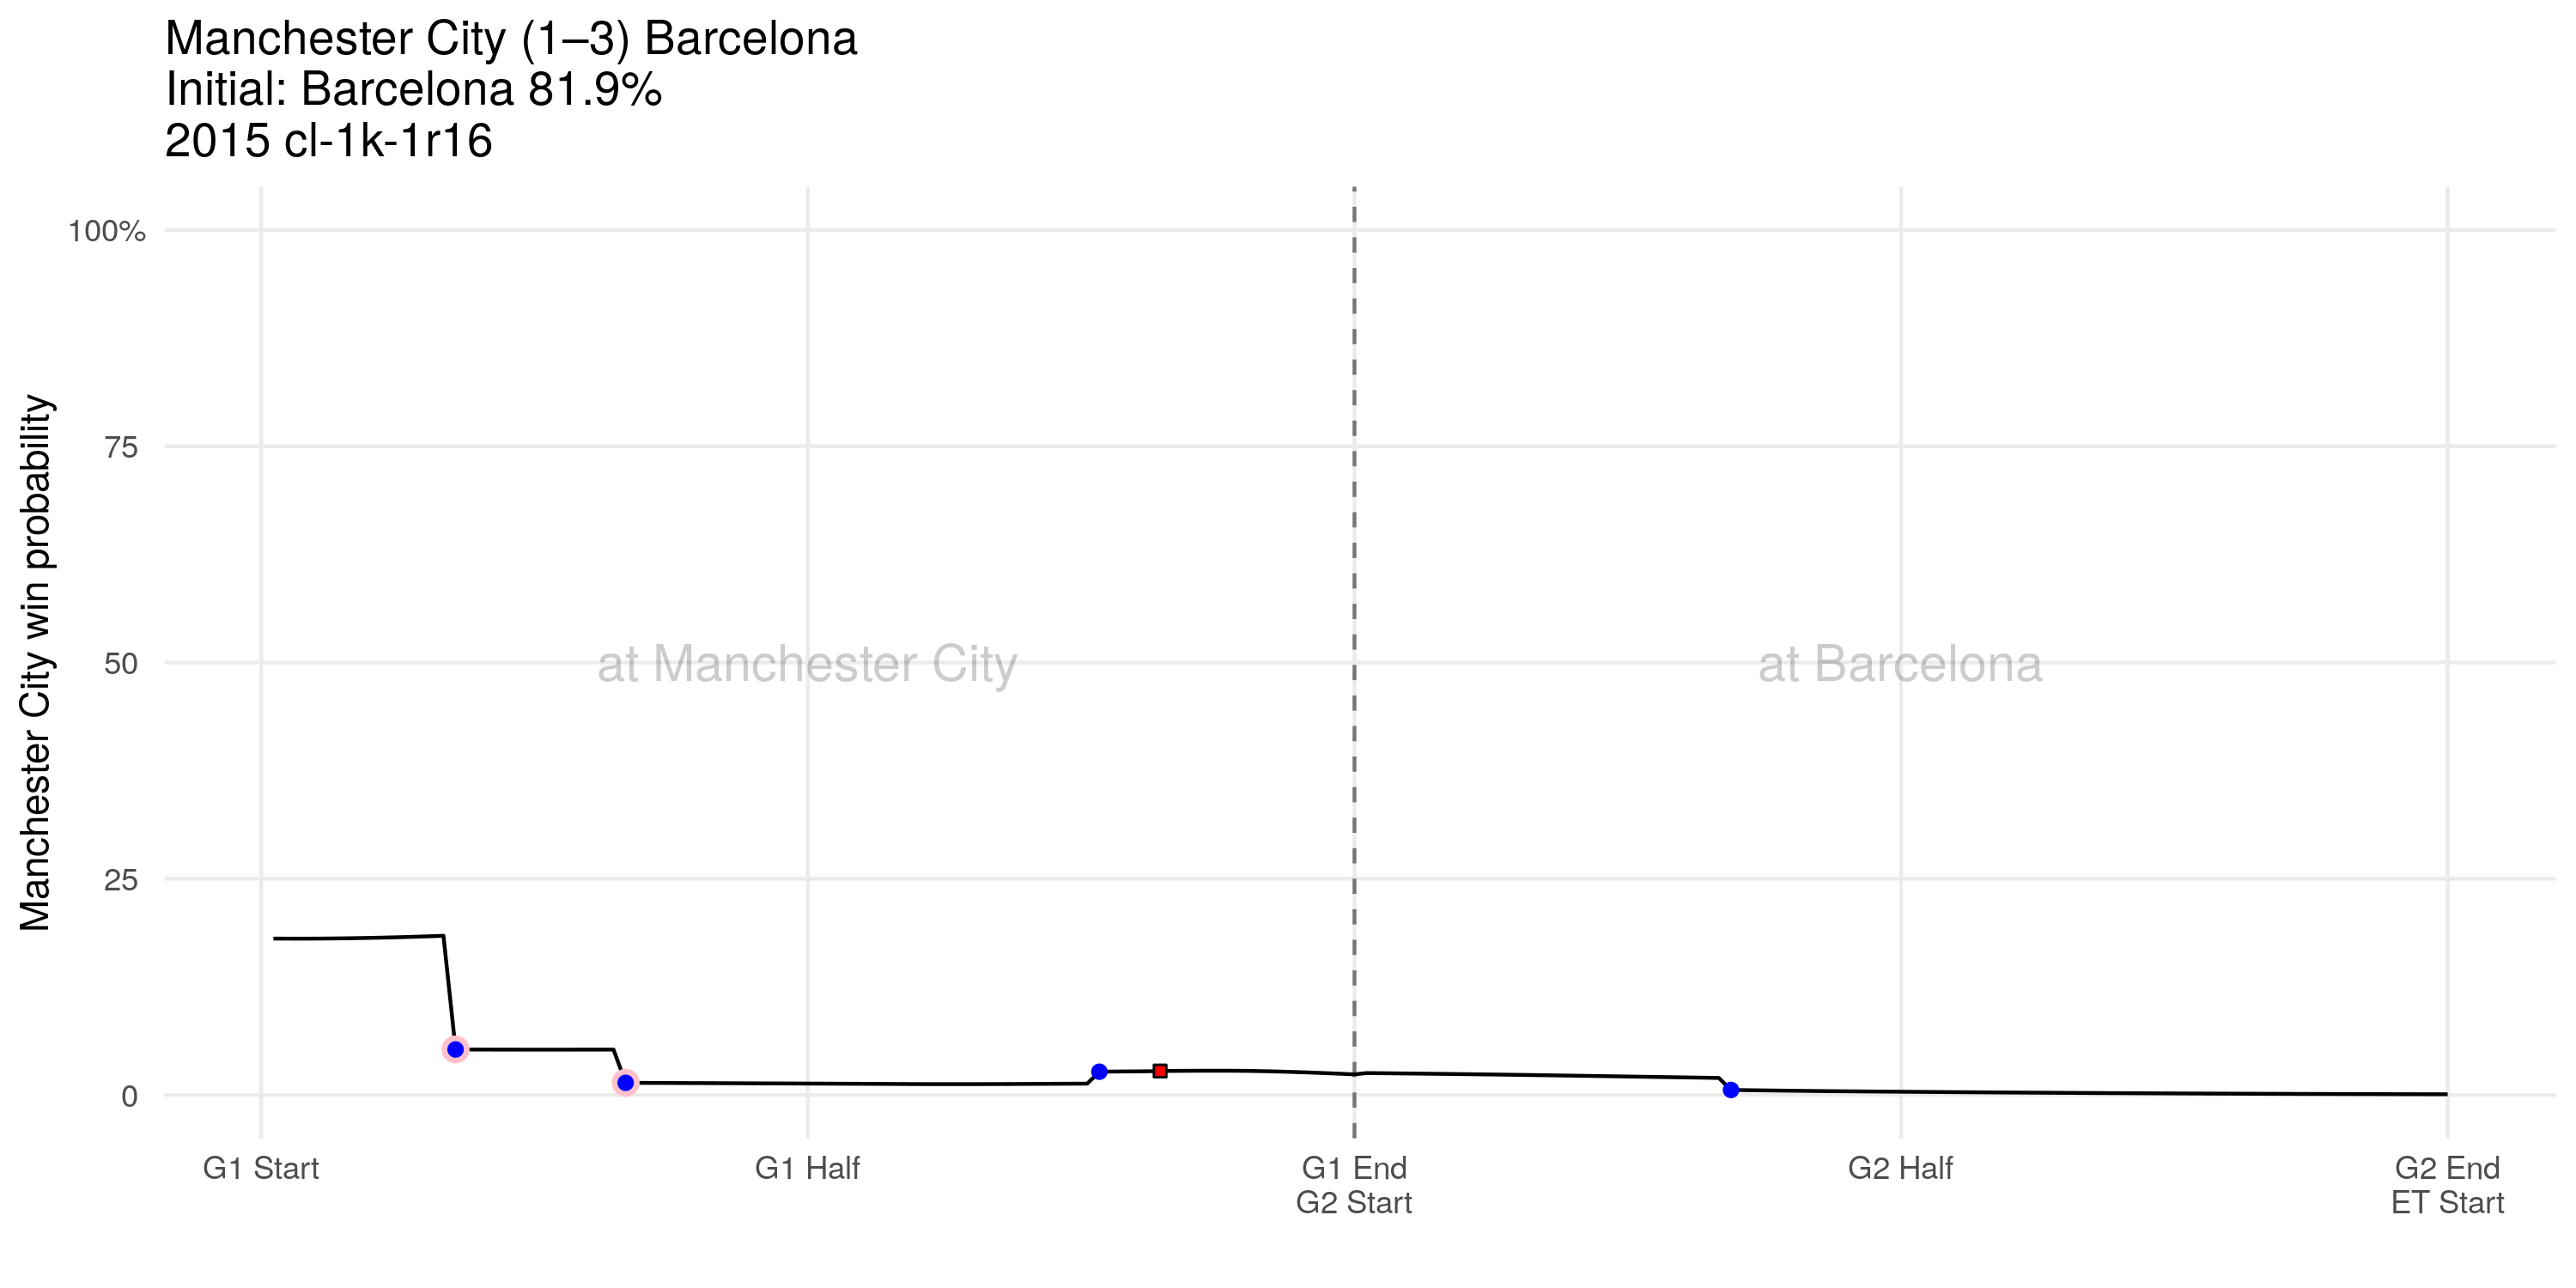 Manchester City (1–3) Barcelona
Initial: Barcelona 81.9%
2015 cl-1k-1r16
Manchester City win probability
100%
75
50
25
0
at Manchester City
at Barcelona
G1 Start
G1 Half
G1 End
G2 Start
G2 Half
G2 End
ET Start